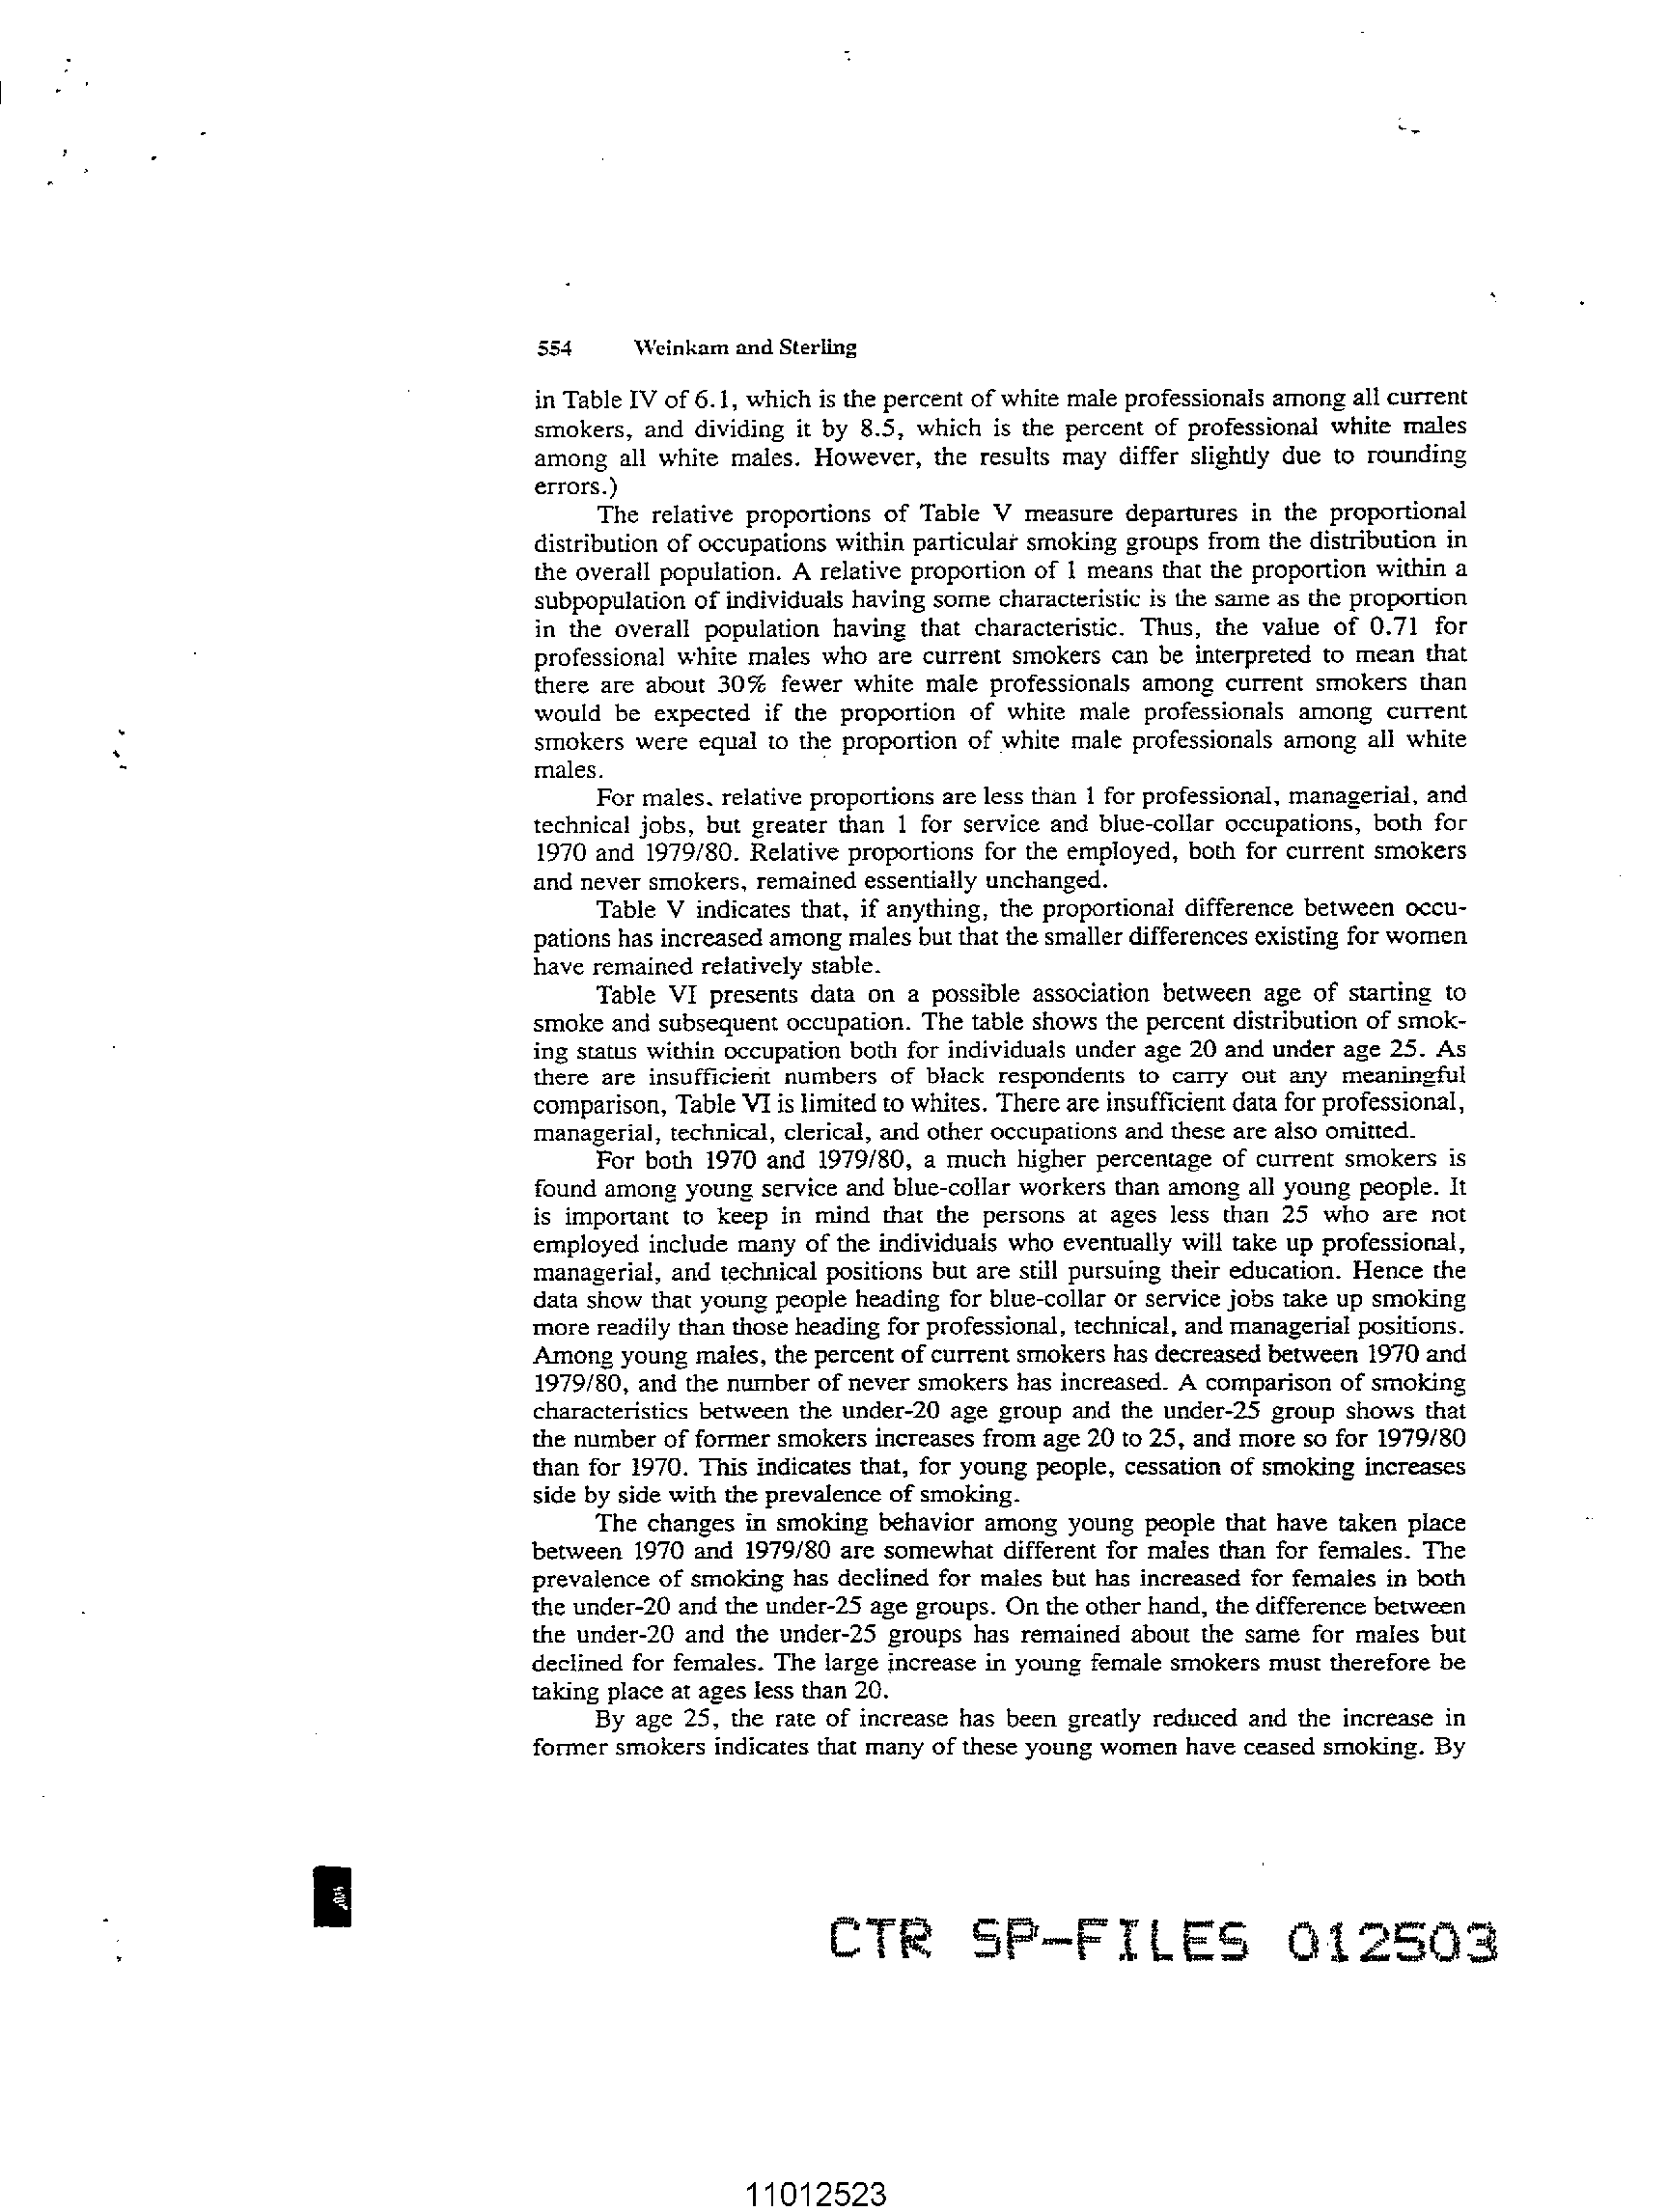 554 Weinkam and Sterling
in Table IV of 6.1, which is the percent of white male professionals among all current
smokers, and dividing it by 8.5, which is the percent of professional white males
among all white males. However, the results may differ slightly due to rounding
errors.)
The relative proportions of Table V measure departures in the proportional
distribution of occupations within particular smoking groups from the distribution in
the overall population. A relative proportion of 1 means that the proportion within a
subpopulation of individuals having some characteristic is the same as the proportion
in the overall population having that characteristic. Thus, the value of 0.71 for
professional white males who are current smokers can be interpreted to mean that
there are about 30% fewer white male professionals among current smokers than
would be expected if the proportion of white male professionals among current
smokers were equal to the proportion of white male professionals among all white
males.
For males, relative proportions are less than 1 for professional, managerial, and
technical jobs, but greater than 1 for service and blue-collar occupations, both for
1970 and 1979/80. Relative proportions for the employed, both for current smokers
and never smokers, remained essentially unchanged.
Table V indicates that, if anything, the proportional difference between occu-
pations has increased among males but that the smaller differences existing for women
have remained relatively stable.
Table VI presents data on a possible association between age of starting to
smoke and subsequent occupation. The table shows the percent distribution of smok-
ing status within occupation both for individuals under age 20 and under age 25. As
there are insufficient numbers of black respondents to carry out any meaningful
comparison, Table VI is limited to whites. There are insufficient data for professional,
managerial, technical, clerical, and other occupations and these are also omitted.
For both 1970 and 1979/80, a much higher percentage of current smokers is
found among young service and blue-collar workers than among all young people. It
is important to keep in mind that the persons at ages less than 25 who are not
employed include many of the individuals who eventually will take up professional,
managerial, and technical positions but are still pursuing their education. Hence the
data show that young people heading for blue-collar or service jobs take up smoking
more readily than those heading for professional, technical, and managerial positions.
Among young males, the percent of current smokers has decreased between 1970 and
1979/80, and the number of never smokers has increased. A comparison of smoking
characteristics between the under-20 age group and the under-25 group shows that
the number of former smokers increases from age 20 to 25, and more so for 1979/80
than for 1970. This indicates that, for young people, cessation of smoking increases
side by side with the prevalence of smoking.
The changes in smoking behavior among young people that have taken place
between 1970 and 1979/80 are somewhat different for males than for females. The
prevalence of smoking has declined for males but has increased for females in both
the under-20 and the under-25 age groups. On the other hand, the difference between
the under-20 and the under-25 groups has remained about the same for males but
declined for females. The large increase in young female smokers must therefore be
taking place at ages less than 20.
By age 25, the rate of increase has been greatly reduced and the increase in
former smokers indicates that many of these young women have ceased smoking. By
CTR SP-FILES 012503
11012523